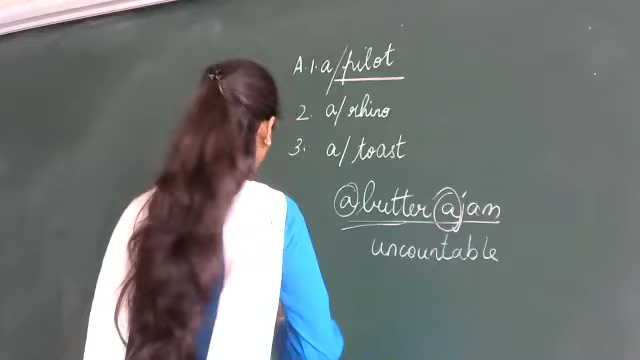 A. 1. a/pilot
2. a/rhino
3. a/toast
a butter a jam
uncountable